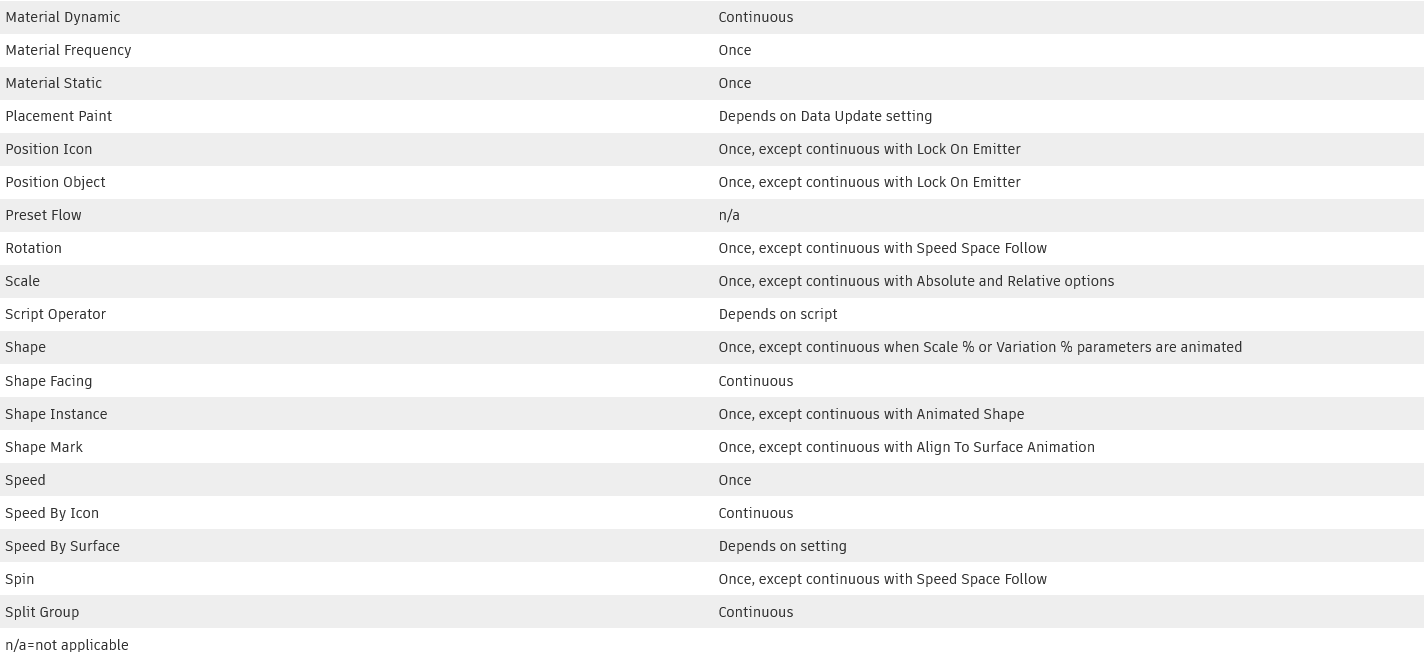 Material Dynamic Continuous
Material Frequency Once
Material Static Once
Placement Paint Depends on Data Update setting
Position Icon Once, except continuous with Lock On Emitter
Position Object Once, except continuous with Lock On Emitter
Preset Flow n/a
Rotation Once, except continuous with Speed Space Follow
Scale Once, except continuous with Absolute and Relative options
Script Operator Depends on script
Shape Once, except continuous when Scale % or Variation % parameters are animated
Shape Facing Continuous
Shape Instance Once, except continuous with Animated Shape
Shape Mark Once, except continuous with Align To Surface Animation
Speed Once
Speed By Icon Continuous
Speed By Surface Depends on setting
Spin Once, except continuous with Speed Space Follow
Split Group Continuous
n/a=not applicable